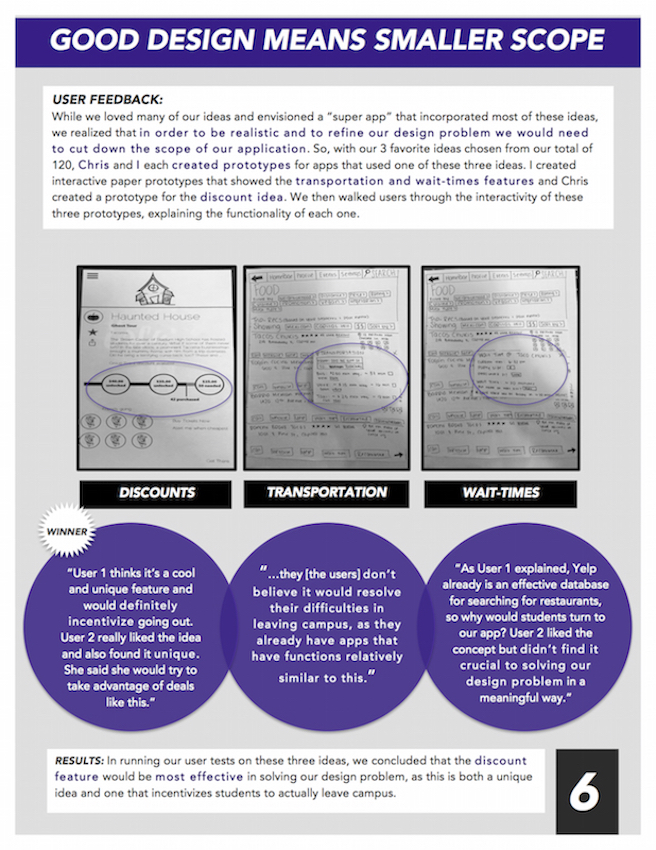 GOOD DESIGN MEANS SMALLER SCOPE
USER FEEDBACK:
While we loved many of our ideas and envisioned a “super app” that incorporated most of these ideas,
we realized that in order to be realistic and to refine our design problem we would need
to cut down the scope of our application. So, with our 3 favorite ideas chosen from our total of
120, Chris and I each created prototypes for apps that used one of these three ideas. I created
interactive paper prototypes that showed the transportation and wait-times features and Chris
created a prototype for the discount idea. We then walked users through the interactivity of these
three prototypes, explaining the functionality of each one.
Haunted House
Ghost Tour
FOOD
Showing
FOOD
Showing
DISCOUNTS
TRANSPORTATION
WAIT-TIMES
WINNER
“User 1 thinks it’s a cool
and unique feature and
would definitely
incentivize going out.
User 2 really liked the idea
and also found it unique.
She said she would try to
take advantage of deals
like this.”
“...they [the users] don’t
believe it would resolve
their difficulties in
leaving campus, as they
already have apps that
have functions relatively
similar to this.”
“As User 1 explained, Yelp
already is an effective database
for searching for restaurants,
so why would students turn to
our app? User 2 liked the
concept but didn’t find it
crucial to solving our
design problem in a
meaningful way.”
RESULTS: In running our user tests on these three ideas, we concluded that the discount
feature would be most effective in solving our design problem, as this is both a unique
idea and one that incentivizes students to actually leave campus.
6